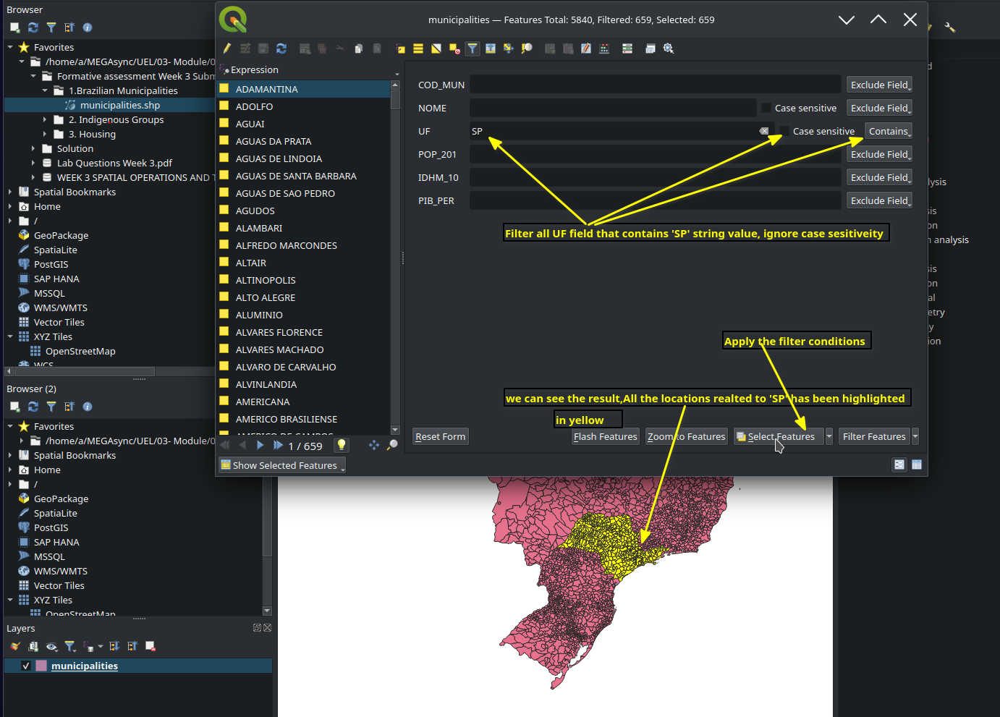 Browser
Favorites
/home/a/MEGAsync/UEL/03- Module/0
Formative assessment Week 3 Subm
1.Brazilian Municipalities
municipalities.shp
2. Indigenous Groups
3. Housing
Solution
Lab Questions Week 3.pdf
WEEK 3 SPATIAL OPERATIONS AND T
Spatial Bookmarks
Home
/
GeoPackage
SpatiaLite
PostGIS
SAP HANA
MSSQL
WMS/WMTS
Vector Tiles
XYZ Tiles
OpenStreetMap
WCS
Browser (2)
Favorites
/home/a/MEGAsync/UEL/03- Module/0
Spatial Bookmarks
Home
/
GeoPackage
SpatiaLite
PostGIS
SAP HANA
MSSQL
WMS/WMTS
Vector Tiles
XYZ Tiles
OpenStreetMap
Layers
municipalities
municipalities — Features Total: 5840, Filtered: 659, Selected: 659
Expression
ADAMANTINA
ADOLFO
AGUAI
AGUAS DA PRATA
AGUAS DE LINDOIA
AGUAS DE SANTA BARBARA
AGUAS DE SAO PEDRO
AGUDOS
ALAMBARI
ALFREDO MARCONDES
ALTAIR
ALTINOPOLIS
ALTO ALEGRE
ALUMINIO
ALVARES FLORENCE
ALVARES MACHADO
ALVARO DE CARVALHO
ALVINLANDIA
AMERICANA
AMERICO BRASILIENSE
AMERICO DE CAMPOS
1 / 659
Show Selected Features
COD_MUN Exclude Field
NOME Case sensitive Exclude Field
UF SP Case sensitive Contains
POP_201 Exclude Field
IDHM_10 Exclude Field
PIB_PER Exclude Field
Filter all UF field that contains 'SP' string value, ignore case sesitiveity
Apply the filter conditions
we can see the result,All the locations realted to 'SP' has been highlighted
in yellow
Reset Form Flash Features Zoom to Features Select Features Filter Features
d
lysis
sis
on
n analysis
sis
on
al
etry
y
ion